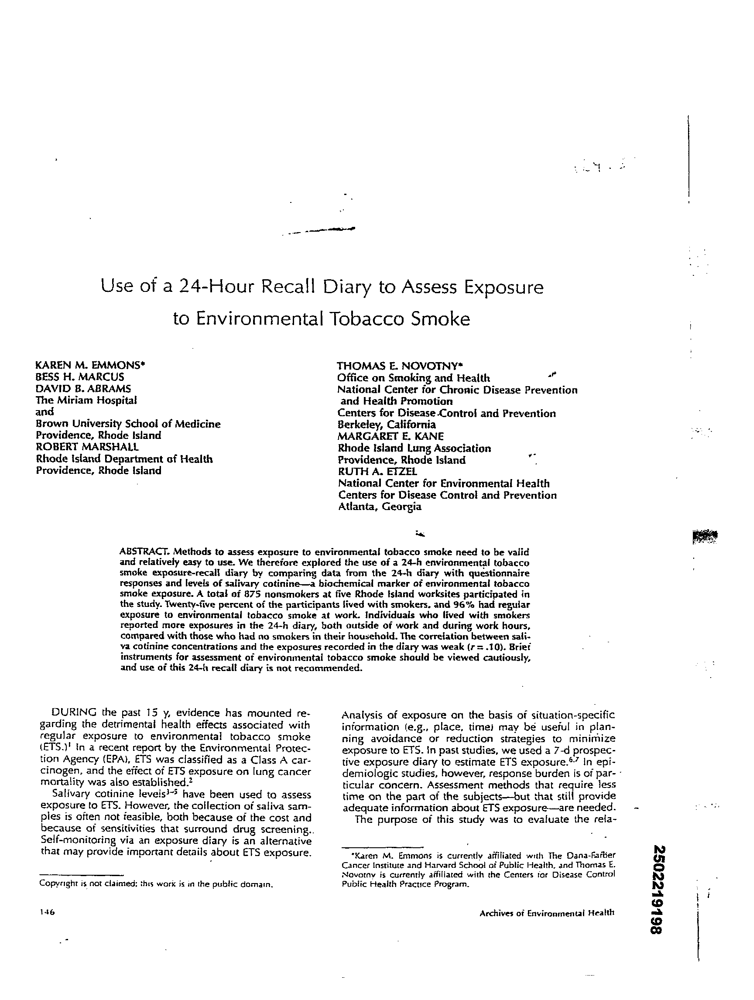 Use of a 24-Hour Recall Diary to Assess Exposure
to Environmental Tobacco Smoke
KAREN M. EMMONS*
BESS H. MARCUS
DAVID B. ABRAMS
The Miriam Hospital
and
Brown University School of Medicine
Providence, Rhode Island
ROBERT MARSHALL
Rhode Island Department of Health
Providence, Rhode Island
THOMAS E. NOVOTNY*
Office on Smoking and Health
National Center for Chronic Disease Prevention
and Health Promotion
Centers for Disease Control and Prevention
Berkeley, California
MARGARET E. KANE
Rhode Island Lung Association
Providence, Rhode Island
RUTH A. ETZEL
National Center for Environmental Health
Centers for Disease Control and Prevention
Atlanta, Georgia
ABSTRACT. Methods to assess exposure to environmental tobacco smoke need to be valid
and relatively easy to use. We therefore explored the use of a 24-h environmental tobacco
smoke exposure-recall diary by comparing data from the 24-h diary with questionnaire
responses and levels of salivary cotinine—a biochemical marker of environmental tobacco
smoke exposure. A total of 875 nonsmokers at five Rhode Island worksites participated in
the study. Twenty-five percent of the participants lived with smokers, and 96% had regular
exposure to environmental tobacco smoke at work. Individuals who lived with smokers
reported more exposures in the 24-h diary, both outside of work and during work hours,
compared with those who had no smokers in their household. The correlation between sali-
va cotinine concentrations and the exposures recorded in the diary was weak (r = .10). Brief
instruments for assessment of environmental tobacco smoke should be viewed cautiously,
and use of this 24-h recall diary is not recommended.
DURING the past 15 y, evidence has mounted re-
garding the detrimental health effects associated with
regular exposure to environmental tobacco smoke
(ETS.)¹ In a recent report by the Environmental Protec-
tion Agency (EPA), ETS was classified as a Class A car-
cinogen, and the effect of ETS exposure on lung cancer
mortality was also established.²
Salivary cotinine levels³⁻⁵ have been used to assess
exposure to ETS. However, the collection of saliva sam-
ples is often not feasible, both because of the cost and
because of sensitivities that surround drug screening.
Self-monitoring via an exposure diary is an alternative
that may provide important details about ETS exposure.
Copyright is not claimed; this work is in the public domain.
Analysis of exposure on the basis of situation-specific
information (e.g., place, time) may be useful in plan-
ning avoidance or reduction strategies to minimize
exposure to ETS. In past studies, we used a 7-d prospec-
tive exposure diary to estimate ETS exposure.⁶,⁷ In epi-
demiologic studies, however, response burden is of par-
ticular concern. Assessment methods that require less
time on the part of the subjects—but that still provide
adequate information about ETS exposure—are needed.
The purpose of this study was to evaluate the rela-
*Karen M. Emmons is currently affiliated with The Dana-Farber
Cancer Institute and Harvard School of Public Health, and Thomas E.
Novotny is currently affiliated with the Centers for Disease Control
Public Health Practice Program.
146
Archives of Environmental Health
2502219198